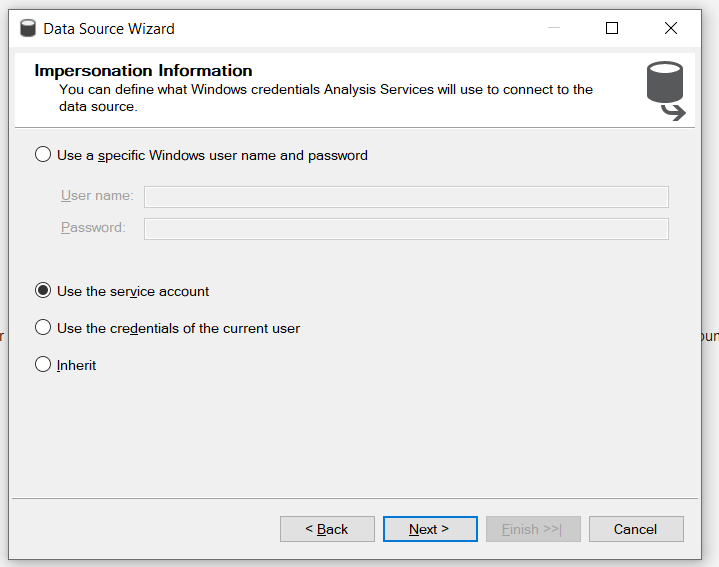 Data Source Wizard
Impersonation Information
You can define what Windows credentials Analysis Services will use to connect to the
data source.
Use a specific Windows user name and password
User name:
Password:
Use the service account
r
oun
Use the credentials of the current user
Inherit
< Back
Next >
Finish >>|
Cancel